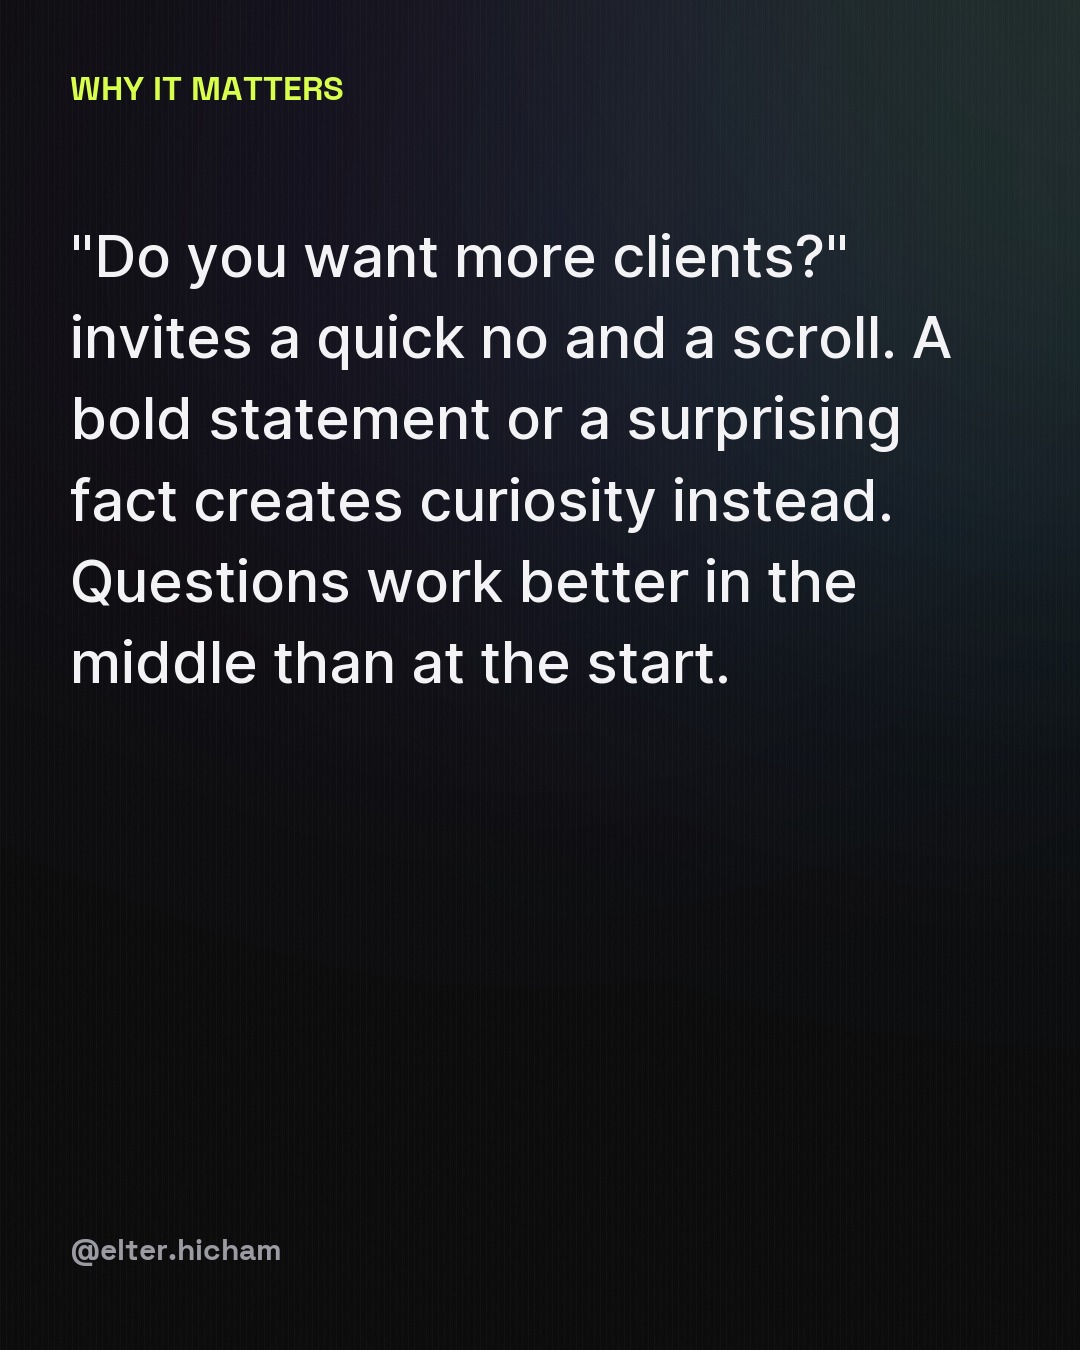 WHY IT MATTERS
"Do you want more clients?"
invites a quick no and a scroll. A
bold statement or a surprising
fact creates curiosity instead.
Questions work better in the
middle than at the start.
@elter.hicham